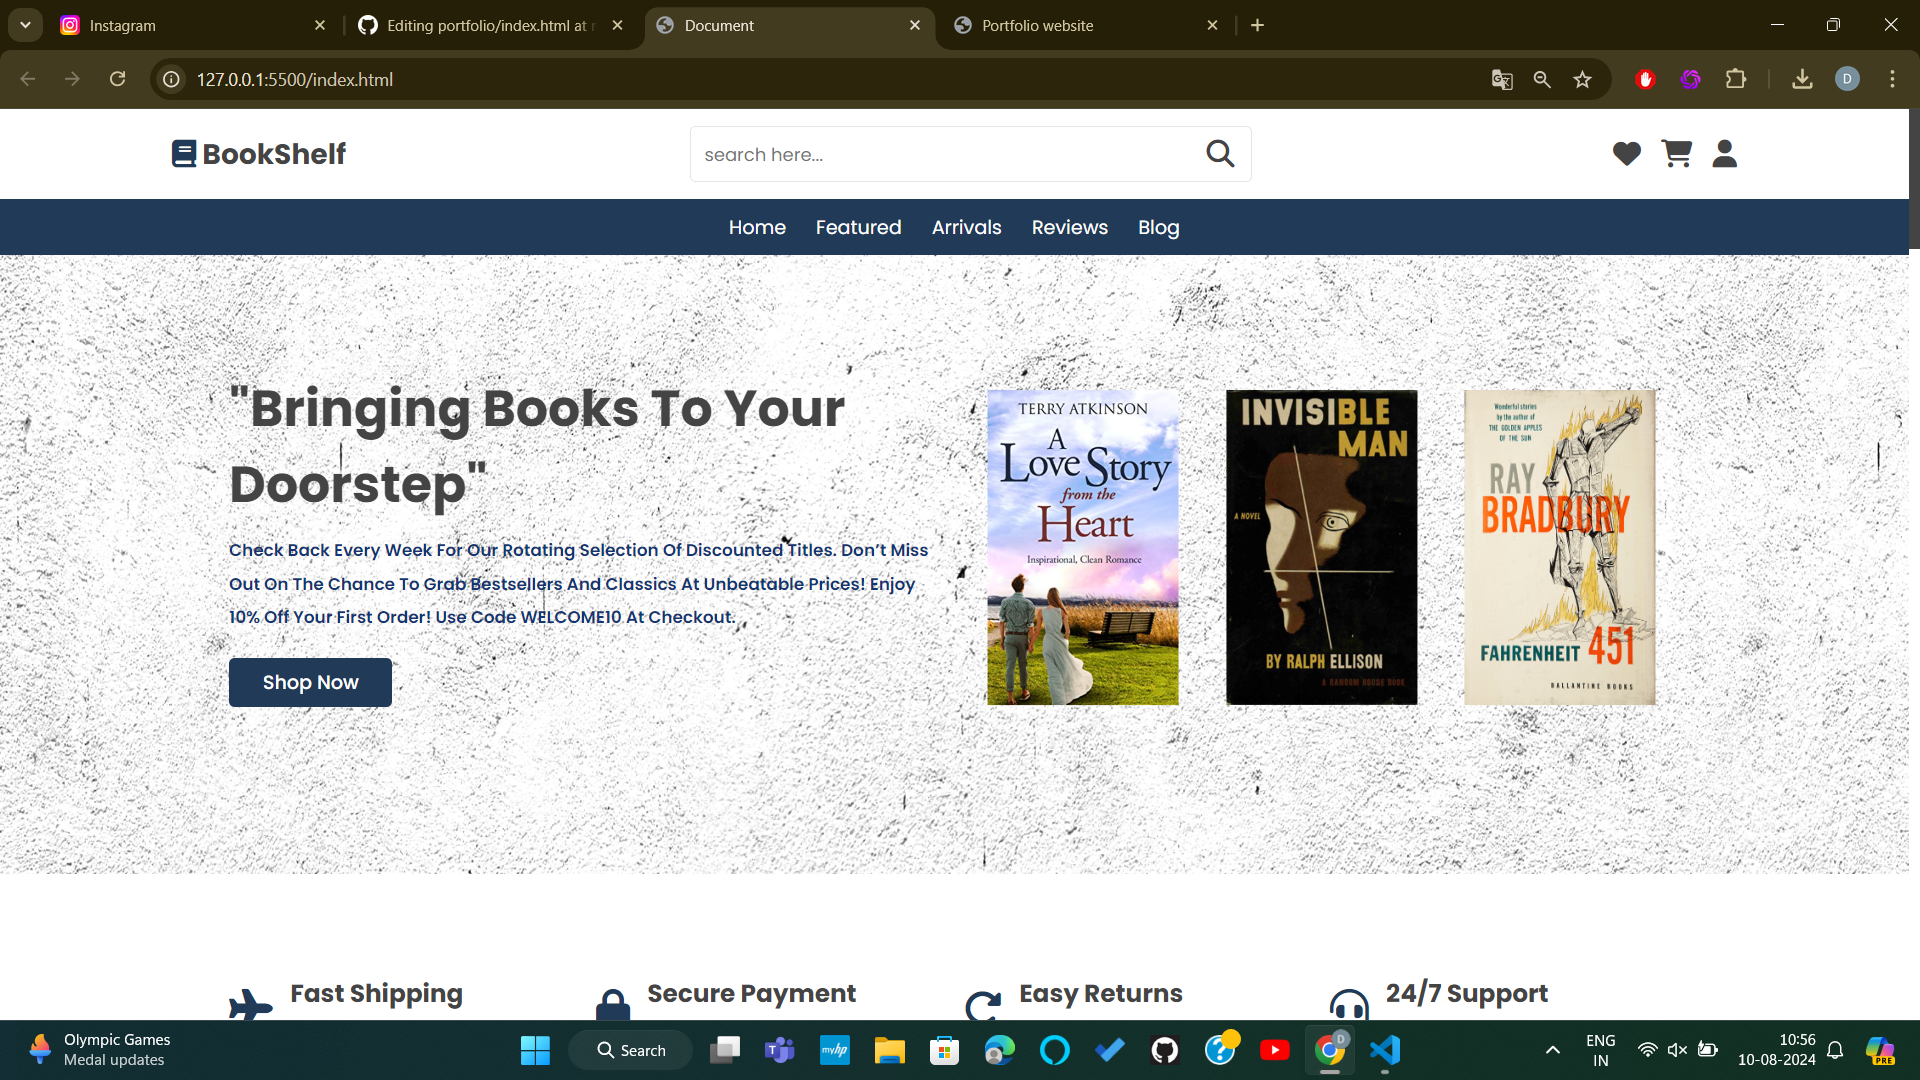 Instagram
Editing portfolio/index.html at r
Document
Portfolio website
127.0.0.1:5500/index.html
D
BookShelf
search here...
Home Featured Arrivals Reviews Blog
"Bringing Books To Your
Doorstep"
Check Back Every Week For Our Rotating Selection Of Discounted Titles. Don't Miss
Out On The Chance To Grab Bestsellers And Classics At Unbeatable Prices! Enjoy
10% Off Your First Order! Use Code WELCOME10 At Checkout.
Shop Now
TERRY ATKINSON
A
Love Story
from the
Heart
Inspirational, Clean Romance
INVISIBLE
MAN
A NOVEL
BY RALPH ELLISON
A RANDOM HOUSE BOOK
Wonderful stories
by the author of
THE GOLDEN APPLES
OF THE SUN
RAY
BRADBURY
FAHRENHEIT 451
BALLANTINE BOOKS
Fast Shipping
Secure Payment
Easy Returns
24/7 Support
Olympic Games
Medal updates
Search
myhp
D
ENG
IN
10:56
10-08-2024
PRE